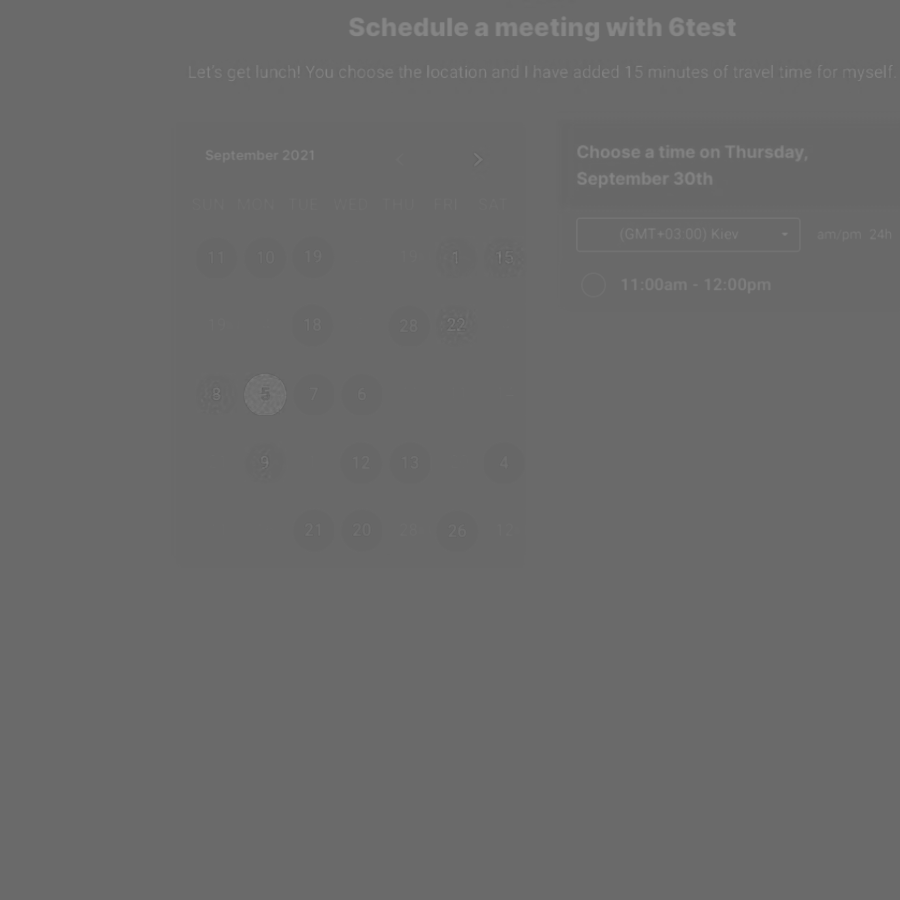 Schedule a meeting with 6test
Let's get lunch! You choose the location and I have added 15 minutes of travel time for myself.
September 2021
SUN MON TUE WED THU FRI SAT
11 10 19 1 15
18 28 22
8 5 7 6
9 12 13 4
21 20 26
Choose a time on Thursday,
September 30th
(GMT+03:00) Kiev am/pm 24h
11:00am - 12:00pm